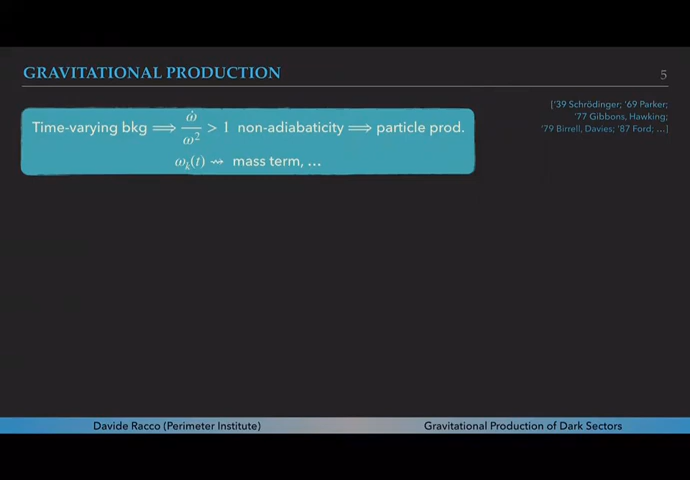 GRAVITATIONAL PRODUCTION
5
['39 Schrödinger; '69 Parker;
'77 Gibbons, Hawking;
'79 Birrell, Davies; '87 Ford; …]
Time-varying bkg ⟹ ω̇/ω² > 1 non-adiabaticity ⟹ particle prod.
ωₖ(t) ⇝ mass term, …
Davide Racco (Perimeter Institute)
Gravitational Production of Dark Sectors